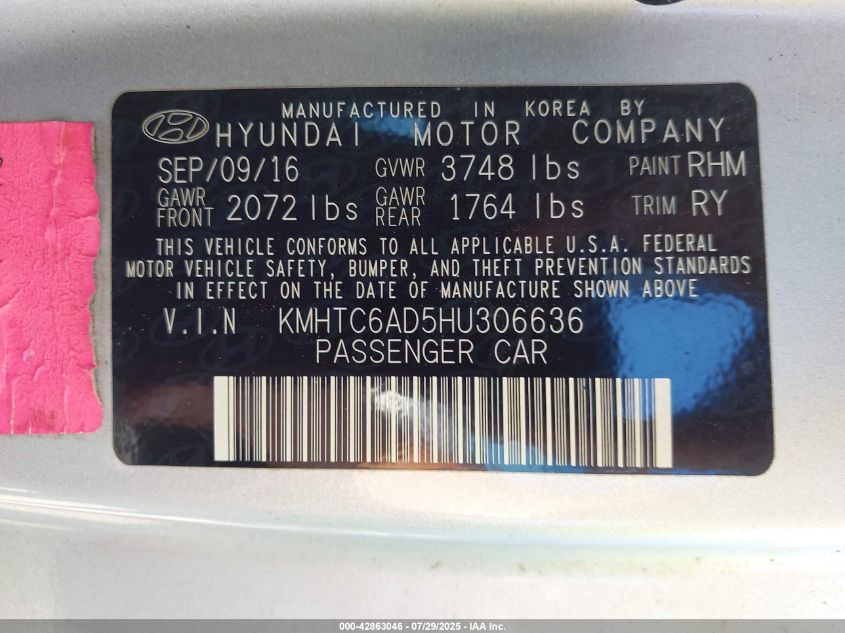 MANUFACTURED IN KOREA BY
HYUNDAI MOTOR COMPANY
SEP/09/16 GVWR 3748 lbs PAINT RHM
GAWR FRONT 2072 lbs GAWR REAR 1764 lbs TRIM RY
THIS VEHICLE CONFORMS TO ALL APPLICABLE U.S.A. FEDERAL
MOTOR VEHICLE SAFETY, BUMPER, AND THEFT PREVENTION STANDARDS
IN EFFECT ON THE DATE OF MANUFACTURE SHOWN ABOVE
V.I.N KMHTC6AD5HU306636
PASSENGER CAR
000-42863046 - 07/29/2025 - IAA Inc.